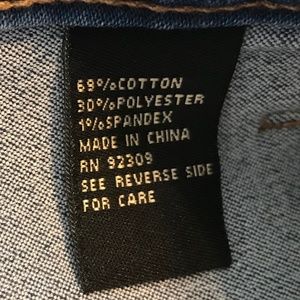 69%COTTON
30%POLYESTER
1%SPANDEX
MADE IN CHINA
RN 92309
SEE REVERSE SIDE
FOR CARE